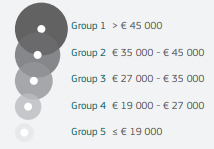 Group 1 > € 45 000
Group 2 € 35 000 - € 45 000
Group 3 € 27 000 - € 35 000
Group 4 € 19 000 - € 27 000
Group 5 ≤ € 19 000